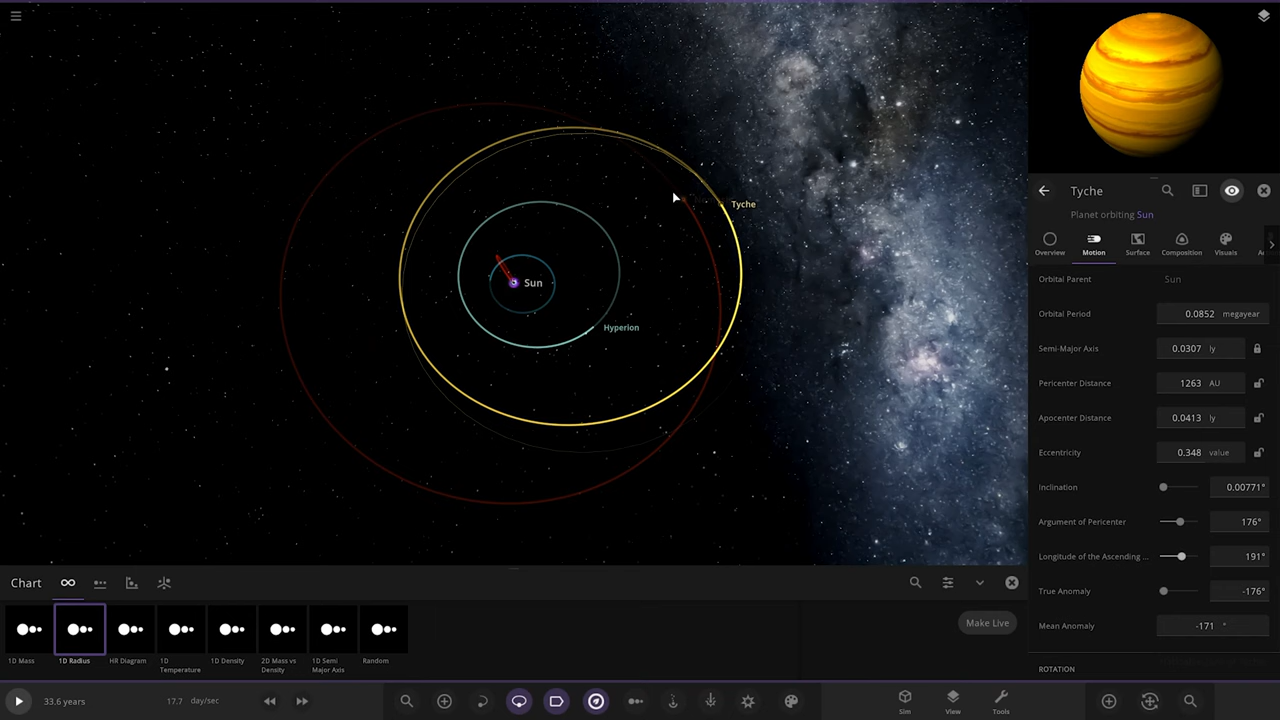 Tyche
Sun
Hyperion
Tyche
Planet orbiting Sun
Overview
Motion
Surface
Composition
Visuals
Orbital Parent
Sun
Orbital Period
0.0852 megayear
Semi-Major Axis
0.0307 ly
Pericenter Distance
1263 AU
Apocenter Distance
0.0413 ly
Eccentricity
0.348 value
Inclination
0.00771°
Argument of Pericenter
176°
Longitude of the Ascending ...
191°
True Anomaly
-176°
Mean Anomaly
-171 °
ROTATION
Chart
1D Mass
1D Radius
HR Diagram
1D
Temperature
1D Density
2D Mass vs
Density
1D Semi
Major Axis
Random
Make Live
33.6 years
17.7 day/sec
Sim
View
Tools